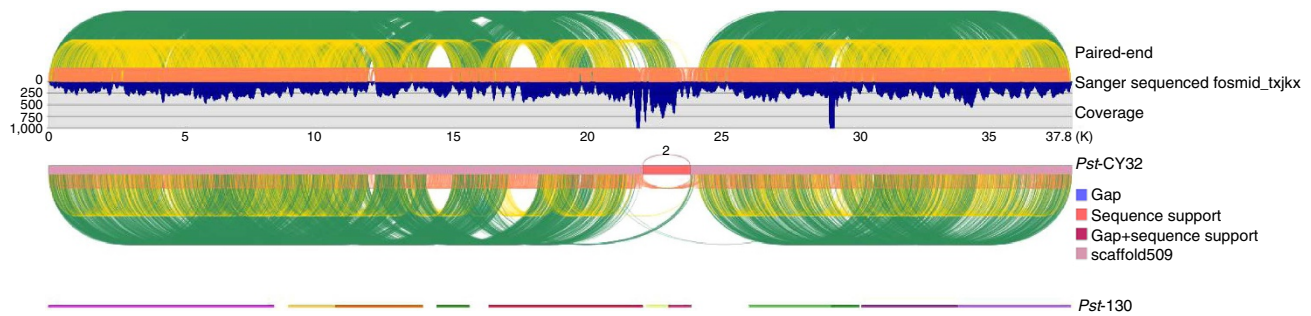 Paired-end
0
Sanger sequenced fosmid_txjkx
250
500
Coverage
750
1,000
0 5 10 15 20 25 30 35 37.8 (K)
2
Pst-CY32
Gap
Sequence support
Gap+sequence support
scaffold509
Pst-130